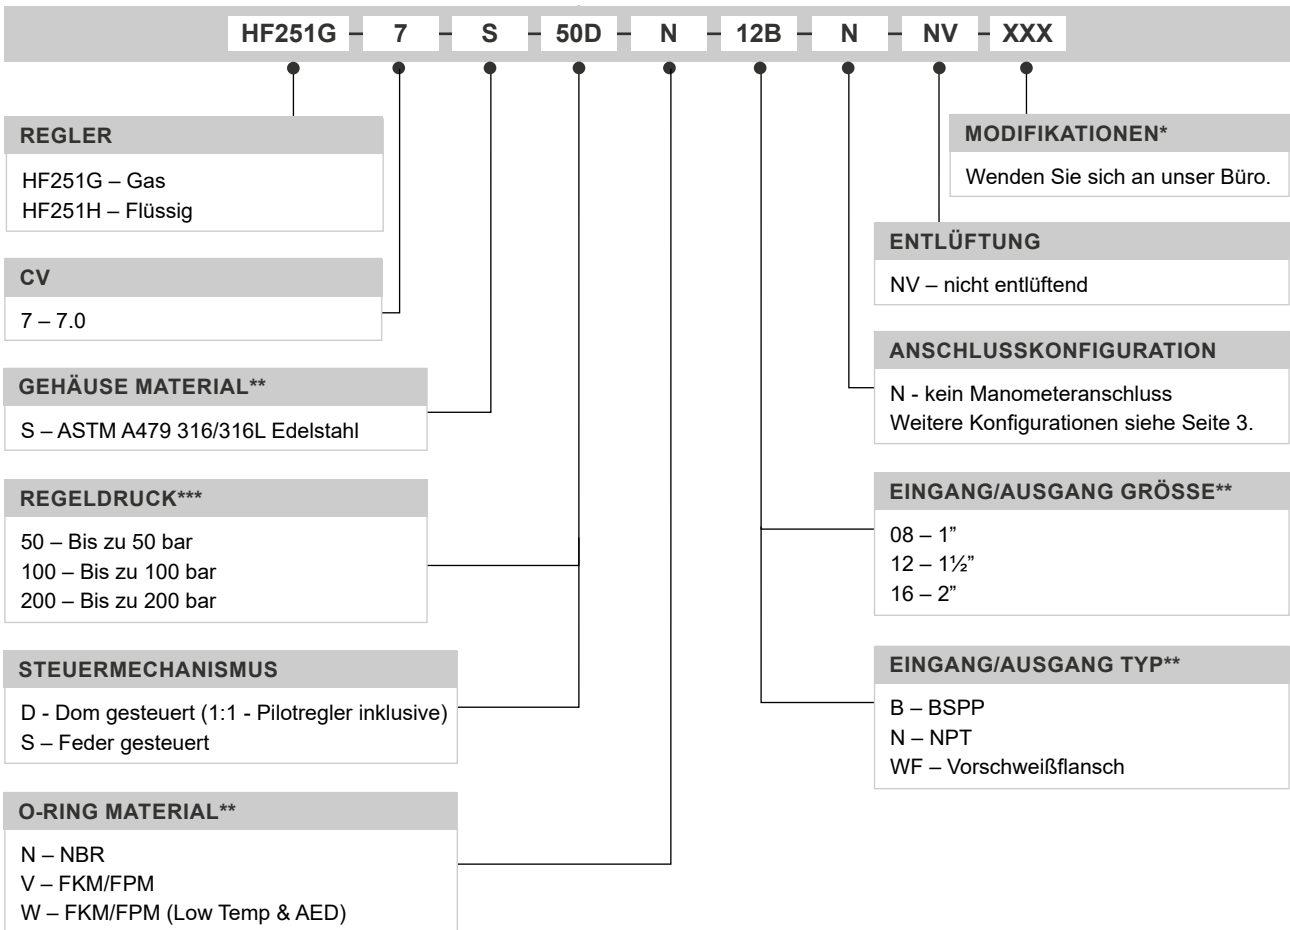 HF251G – 7 – S – 50D – N – 12B – N – NV – XXX
REGLER
HF251G – Gas
HF251H – Flüssig
CV
7 – 7.0
GEHÄUSE MATERIAL**
S – ASTM A479 316/316L Edelstahl
REGELDRUCK***
50 – Bis zu 50 bar
100 – Bis zu 100 bar
200 – Bis zu 200 bar
STEUERMECHANISMUS
D - Dom gesteuert (1:1 - Pilotregler inklusive)
S – Feder gesteuert
O-RING MATERIAL**
N – NBR
V – FKM/FPM
W – FKM/FPM (Low Temp & AED)
MODIFIKATIONEN*
Wenden Sie sich an unser Büro.
ENTLÜFTUNG
NV – nicht entlüftend
ANSCHLUSSKONFIGURATION
N - kein Manometeranschluss
Weitere Konfigurationen siehe Seite 3.
EINGANG/AUSGANG GRÖSSE**
08 – 1”
12 – 1½”
16 – 2”
EINGANG/AUSGANG TYP**
B – BSPP
N – NPT
WF – Vorschweißflansch